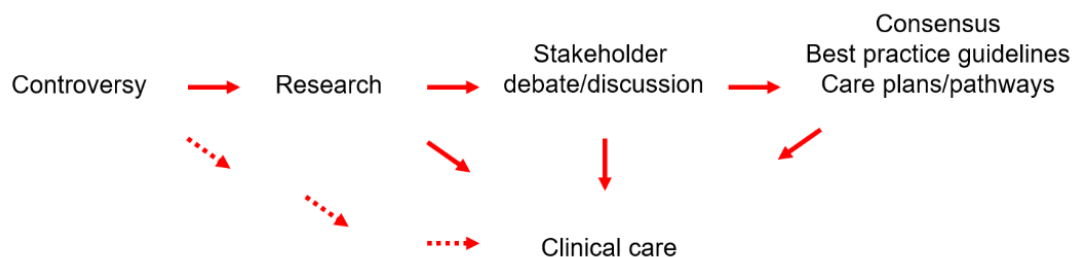 Controversy
Research
Stakeholder
debate/discussion
Consensus
Best practice guidelines
Care plans/pathways
Clinical care